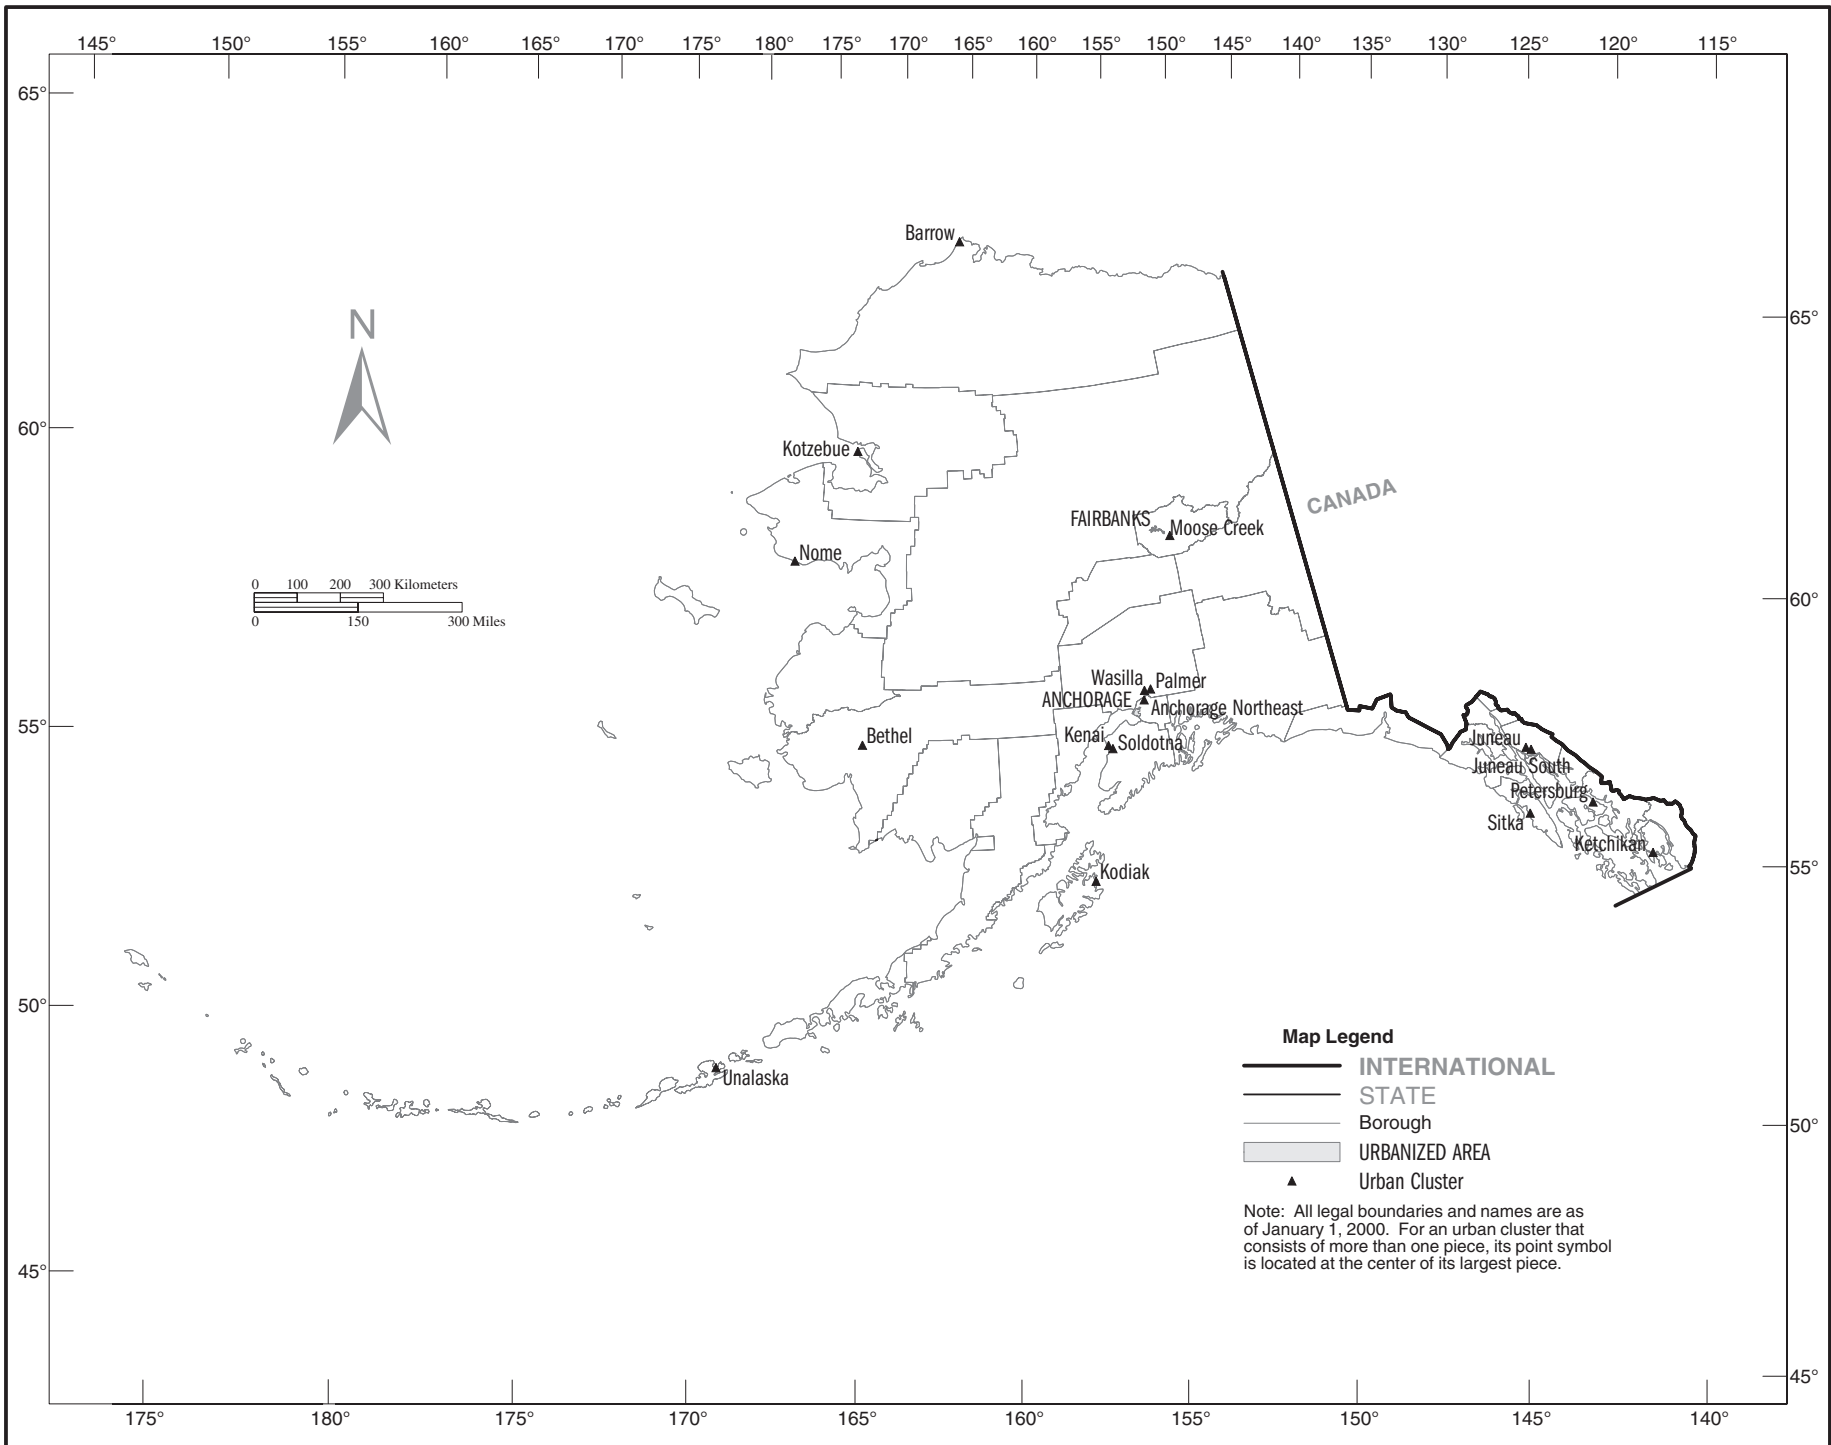 145° 150° 155° 160° 165° 170° 175° 180° 175° 170° 165° 160° 155° 150° 145° 140° 135° 130° 125° 120° 115°
65°
Barrow
N
65°
60°
Kotzebue
CANADA
FAIRBANKS
Moose Creek
Nome
0 100 200 300 Kilometers
0 150 300 Miles
60°
Wasilla
Palmer
ANCHORAGE
Anchorage Northeast
55°
Bethel
Kenai
Soldotna
Juneau
Juneau South
Petersburg
Sitka
Ketchikan
55°
Kodiak
50°
Unalaska
Map Legend
INTERNATIONAL
STATE
Borough
50°
URBANIZED AREA
Urban Cluster
Note: All legal boundaries and names are as
of January 1, 2000. For an urban cluster that
consists of more than one piece, its point symbol
is located at the center of its largest piece.
45°
45°
175° 180° 175° 170° 165° 160° 155° 150° 145° 140°